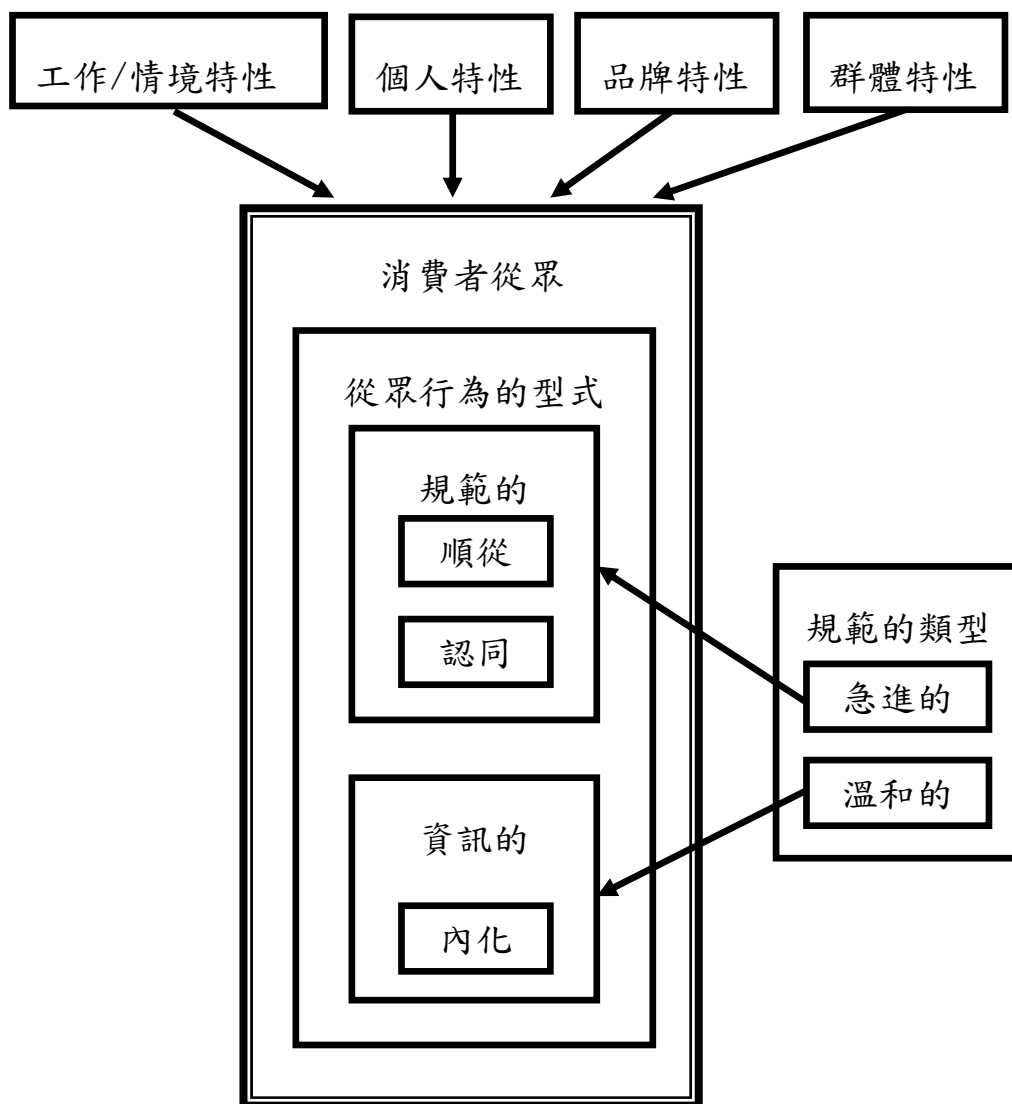 工作/情境特性
個人特性
品牌特性
群體特性
消費者從眾
從眾行為的型式
規範的
順從
認同
規範的類型
急進的
溫和的
資訊的
內化